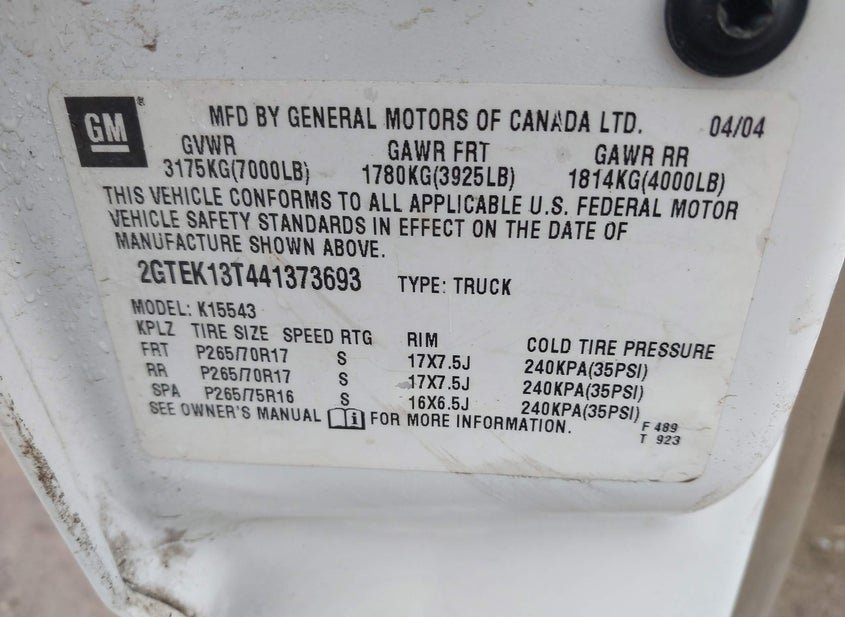 GM ® MFD BY GENERAL MOTORS OF CANADA LTD. 04/04
GVWR GAWR FRT GAWR RR
3175KG(7000LB) 1780KG(3925LB) 1814KG(4000LB)
THIS VEHICLE CONFORMS TO ALL APPLICABLE U.S. FEDERAL MOTOR
VEHICLE SAFETY STANDARDS IN EFFECT ON THE DATE OF
MANUFACTURE SHOWN ABOVE.
2GTEK13T441373693 TYPE: TRUCK
MODEL: K15543
KPLZ TIRE SIZE SPEED RTG RIM COLD TIRE PRESSURE
FRT P265/70R17 S 17X7.5J 240KPA(35PSI)
RR P265/70R17 S 17X7.5J 240KPA(35PSI)
SPA P265/75R16 S 16X6.5J 240KPA(35PSI)
SEE OWNER'S MANUAL i FOR MORE INFORMATION.
F 489
T 923